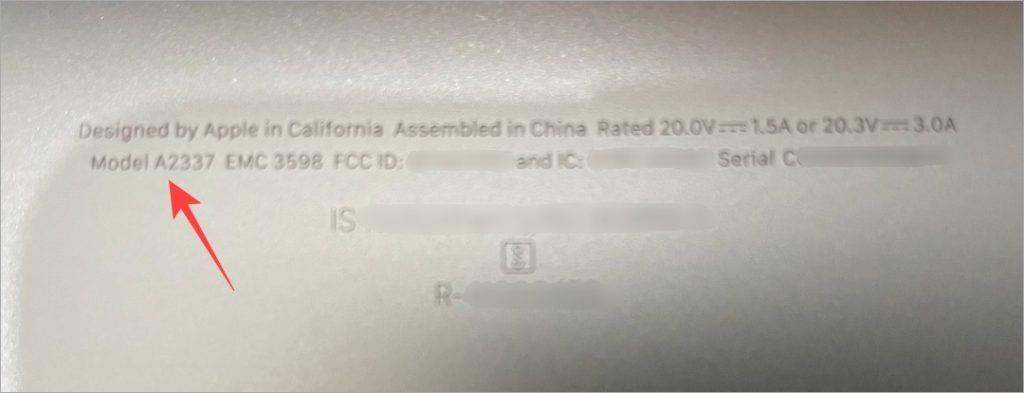 Designed by Apple in California Assembled in China Rated 20.0V⎓1.5A or 20.3V⎓3.0A
Model A2337 EMC 3598 FCC ID: and IC: Serial C
IS
R-